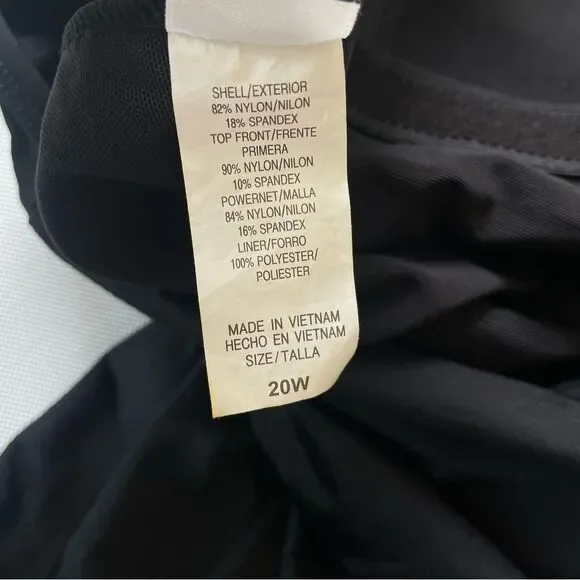 SHELL/EXTERIOR
82% NYLON/NILON
18% SPANDEX
TOP FRONT/FRENTE
PRIMERA
90% NYLON/NILON
10% SPANDEX
POWERNET/MALLA
84% NYLON/NILON
16% SPANDEX
LINER/FORRO
100% POLYESTER/
POLIESTER
MADE IN VIETNAM
HECHO EN VIETNAM
SIZE/TALLA
20W